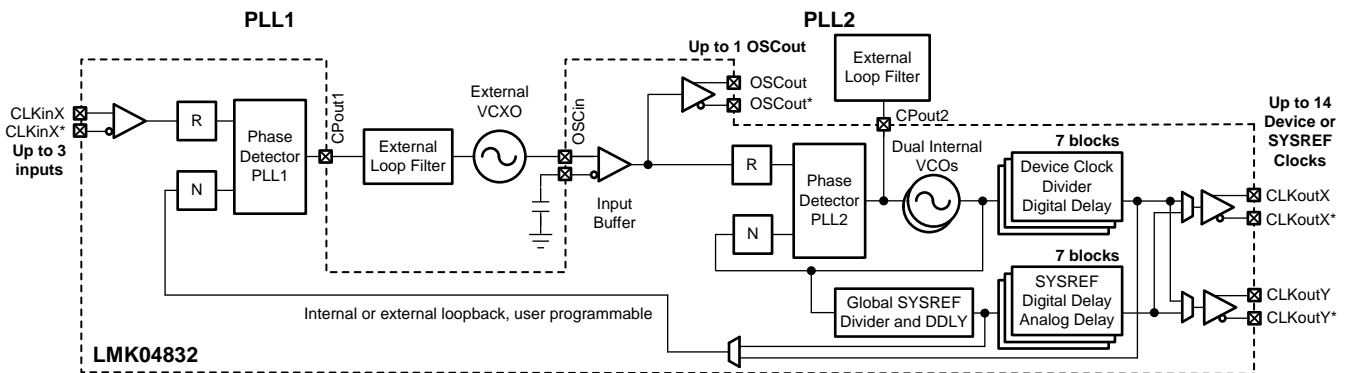 PLL1
PLL2
Up to 1 OSCout
External
Loop Filter
OSCout
OSCout*
CLKinX
CLKinX*
Up to 3
inputs
R
N
Phase
Detector
PLL1
CPout1
External
Loop Filter
External
VCXO
OSCin
Input
Buffer
R
N
Phase
Detector
PLL2
CPout2
Dual Internal
VCOs
7 blocks
Device Clock
Divider
Digital Delay
Up to 14
Device or
SYSREF
Clocks
CLKoutX
CLKoutX*
7 blocks
SYSREF
Digital Delay
Analog Delay
Global SYSREF
Divider and DDLY
CLKoutY
CLKoutY*
Internal or external loopback, user programmable
LMK04832